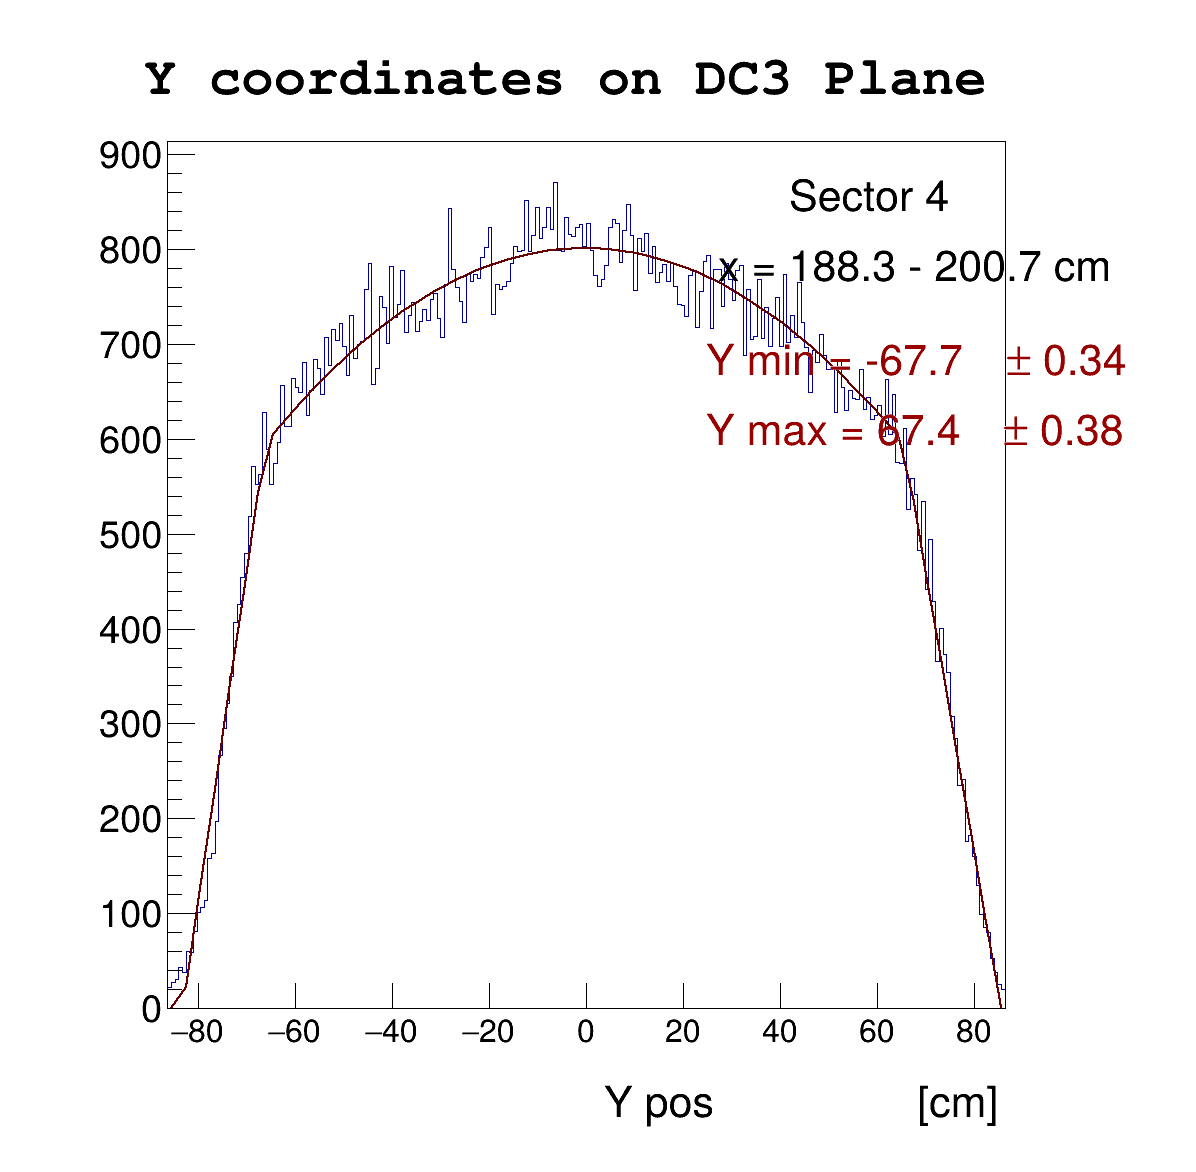 Y coordinates on DC3 Plane
900
800
700
600
500
400
300
200
100
0
Sector 4
x = 188.3 - 200.7 cm
Y min = -67.7 ± 0.34
Y max = 67.4 ± 0.38
−80 −60 −40 −20 0 20 40 60 80
Y pos [cm]